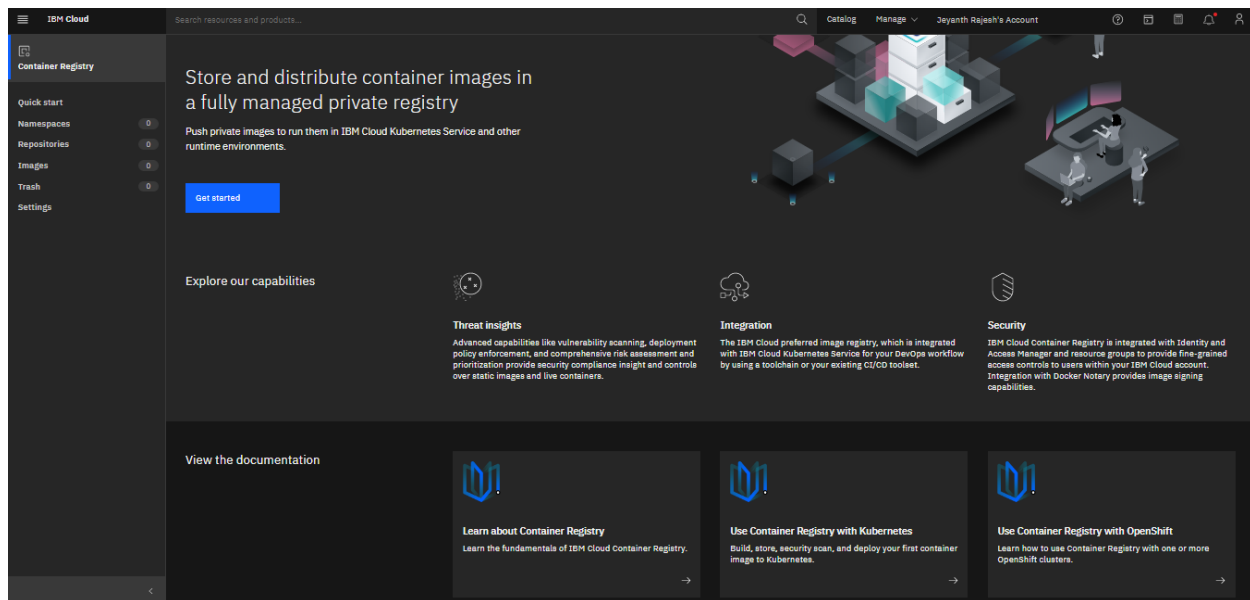 IBM Cloud
Search resources and products...
Catalog
Manage
Jeyanth Rajesh's Account
Container Registry
Quick start
Namespaces 0
Repositories 0
Images 0
Trash 0
Settings
Store and distribute container images in
a fully managed private registry
Push private images to run them in IBM Cloud Kubernetes Service and other
runtime environments.
Get started
Explore our capabilities
Threat insights
Advanced capabilities like vulnerability scanning, deployment
policy enforcement, and comprehensive risk assessment and
prioritization provide security compliance insight and controls
over static images and live containers.
Integration
The IBM Cloud preferred image registry, which is integrated
with IBM Cloud Kubernetes Service for your DevOps workflow
by using a toolchain or your existing CI/CD toolset.
Security
IBM Cloud Container Registry is integrated with Identity and
Access Manager and resource groups to provide fine-grained
access controls to users within your IBM Cloud account.
Integration with Docker Notary provides image signing
capabilities.
View the documentation
Learn about Container Registry
Learn the fundamentals of IBM Cloud Container Registry.
Use Container Registry with Kubernetes
Build, store, security scan, and deploy your first container
image to Kubernetes.
Use Container Registry with OpenShift
Learn how to use Container Registry with one or more
OpenShift clusters.